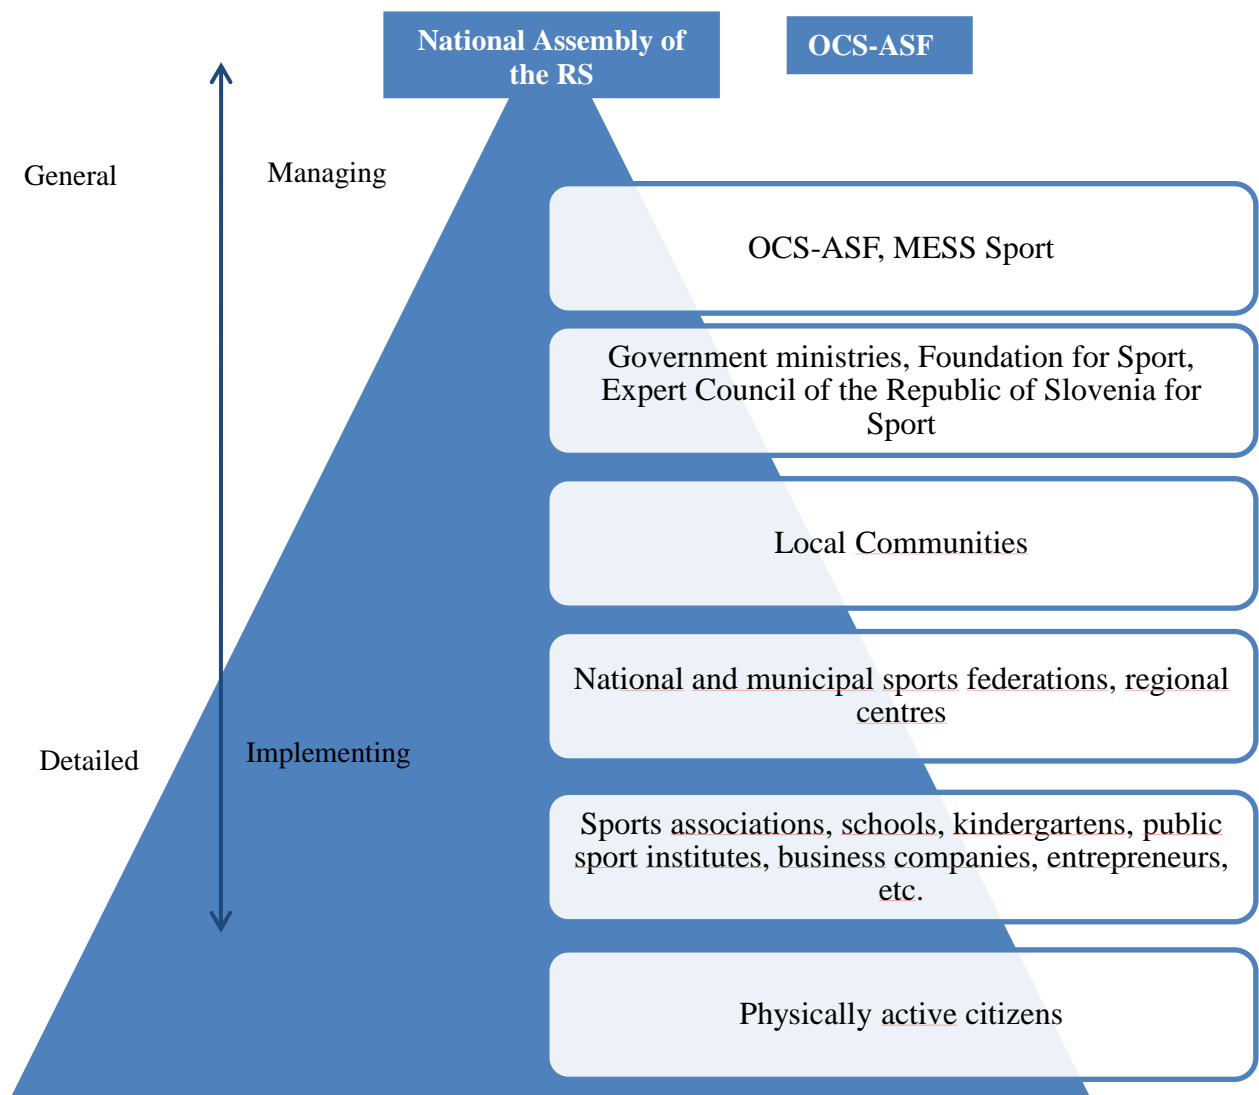 National Assembly of
the RS
OCS-ASF
General
Managing
OCS-ASF, MESS Sport
Government ministries, Foundation for Sport,
Expert Council of the Republic of Slovenia for
Sport
Local Communities
National and municipal sports federations, regional
centres
Detailed
Implementing
Sports associations, schools, kindergartens, public
sport institutes, business companies, entrepreneurs,
etc.
Physically active citizens